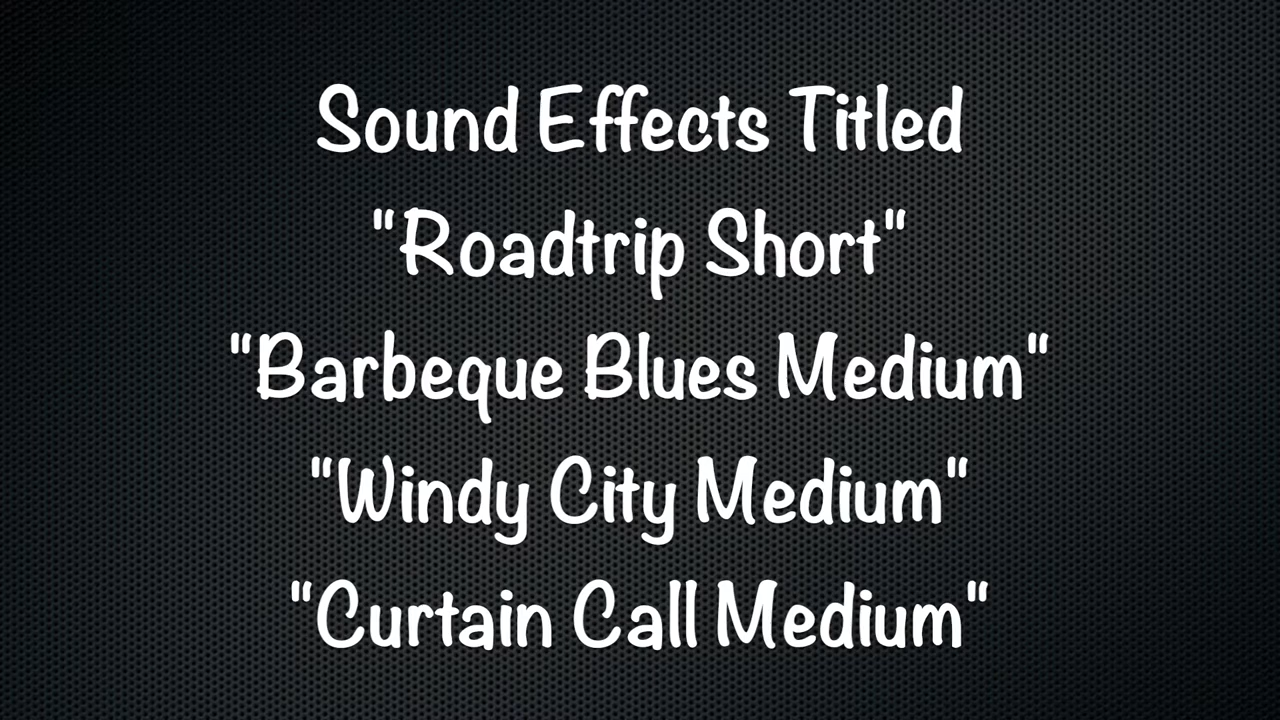 Sound Effects Titled
"Roadtrip Short"
"Barbeque Blues Medium"
"Windy City Medium"
"Curtain Call Medium"